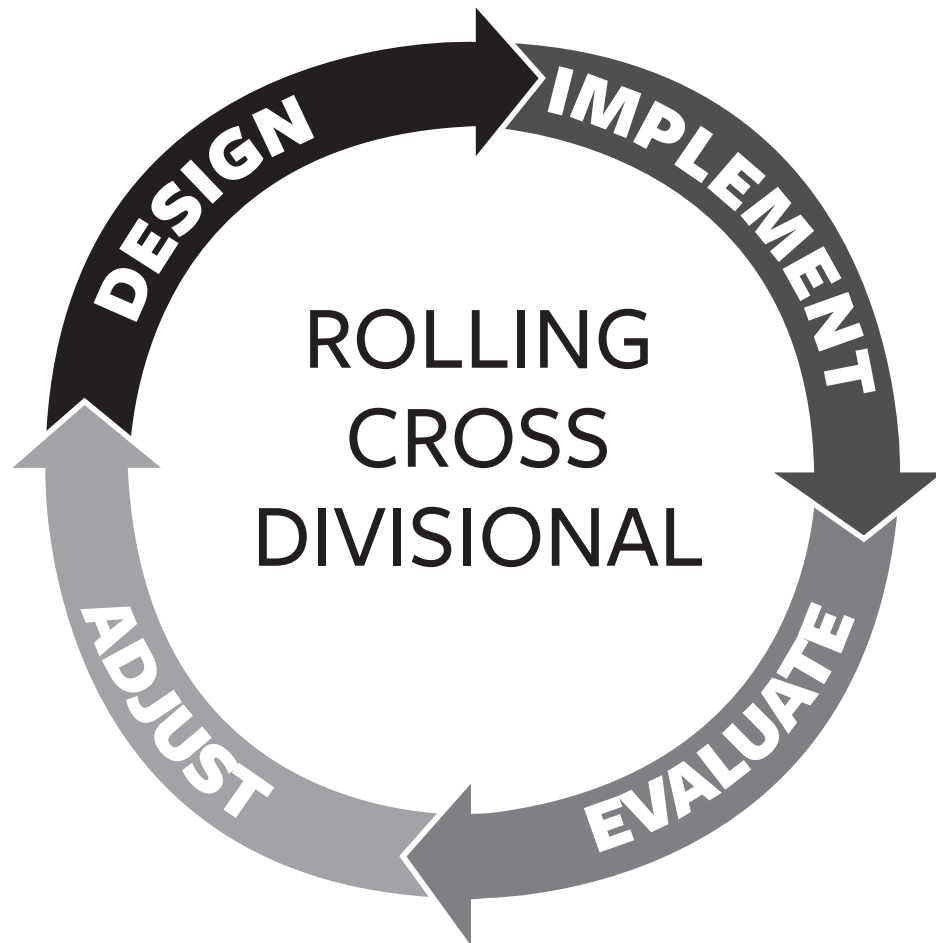 DESIGN
IMPLEMENT
ROLLING
CROSS
DIVISIONAL
EVALUATE
ADJUST